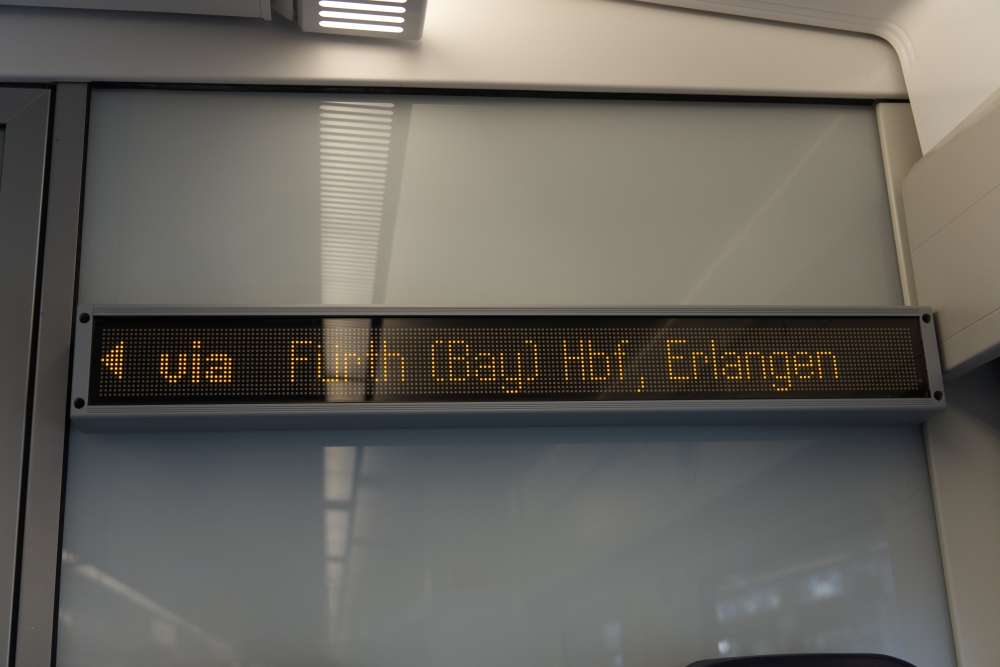 ◄ via Fürth (Bay) Hbf, Erlangen